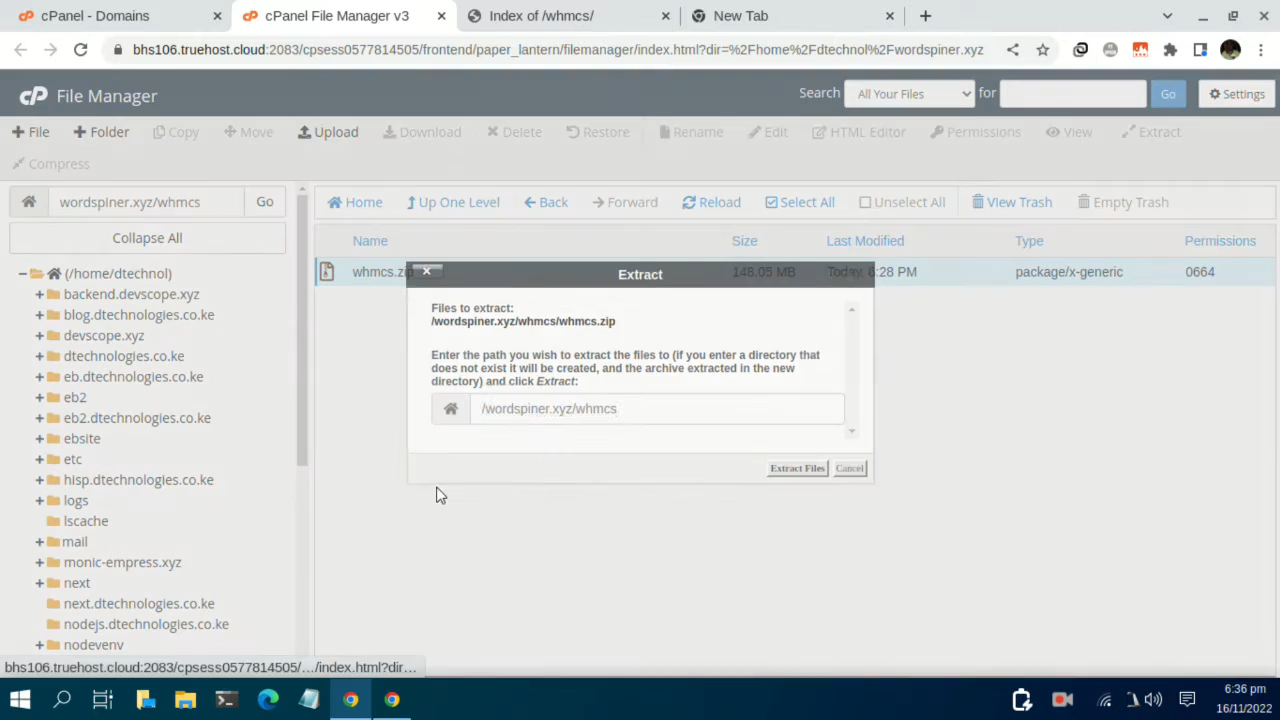 cPanel - Domains
cPanel File Manager v3
Index of /whmcs/
New Tab
bhs106.truehost.cloud:2083/cpsess0577814505/frontend/paper_lantern/filemanager/index.html?dir=%2Fhome%2Fdtechnol%2Fwordspiner.xyz
cP File Manager
Search All Your Files for Go Settings
File Folder Copy Move Upload Download Delete Restore Rename Edit HTML Editor Permissions View Extract
Compress
wordspiner.xyz/whmcs Go
Home Up One Level Back Forward Reload Select All Unselect All View Trash Empty Trash
Collapse All
Name Size Last Modified Type Permissions
whmcs.zip 148.05 MB Today, 6:28 PM package/x-generic 0664
(/home/dtechnol)
backend.devscope.xyz
blog.dtechnologies.co.ke
devscope.xyz
dtechnologies.co.ke
eb.dtechnologies.co.ke
eb2
eb2.dtechnologies.co.ke
ebsite
etc
hisp.dtechnologies.co.ke
logs
lscache
mail
monic-empress.xyz
next
next.dtechnologies.co.ke
nodejs.dtechnologies.co.ke
nodevenv
Extract
Files to extract:
/wordspiner.xyz/whmcs/whmcs.zip
Enter the path you wish to extract the files to (if you enter a directory that
does not exist it will be created, and the archive extracted in the new
directory) and click Extract:
/wordspiner.xyz/whmcs
Extract Files Cancel
bhs106.truehost.cloud:2083/cpsess0577814505/…/index.html?dir…
6:36 pm
16/11/2022